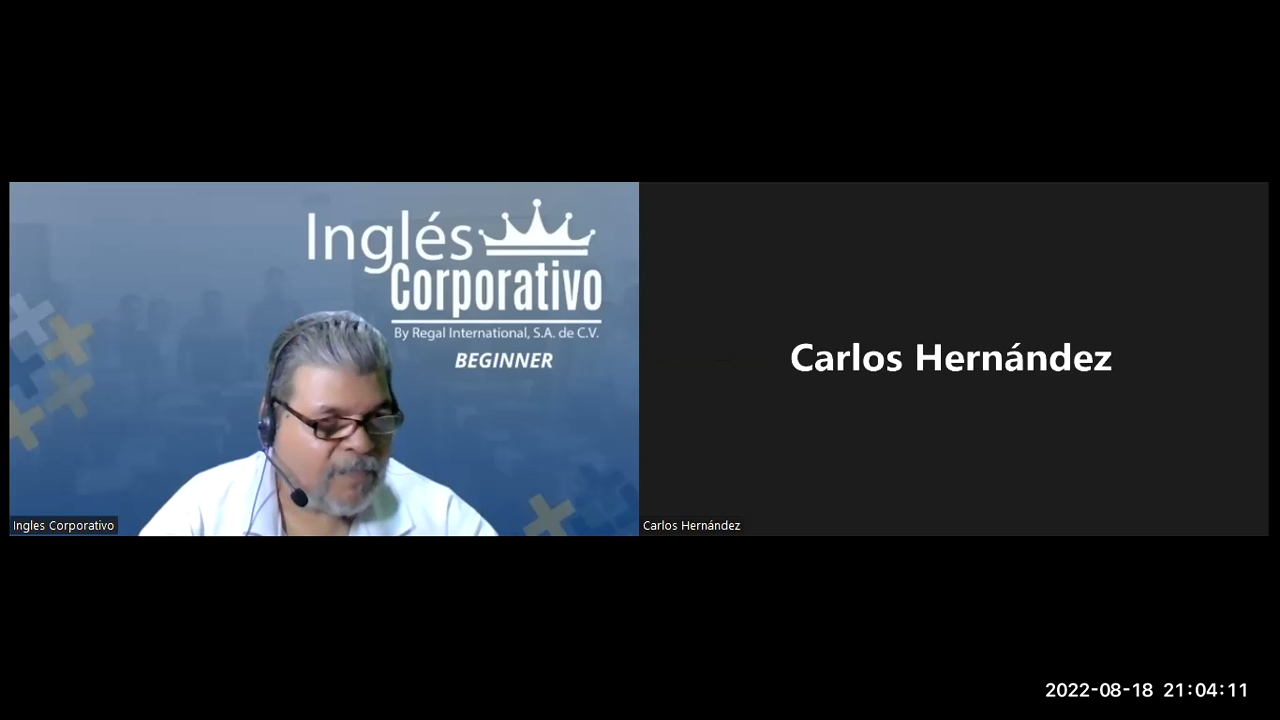 Inglés
Corporativo
By Regal International, S.A. de C.V.
BEGINNER
Carlos Hernández
Ingles Corporativo
Carlos Hernández
2022-08-18 21:04:11